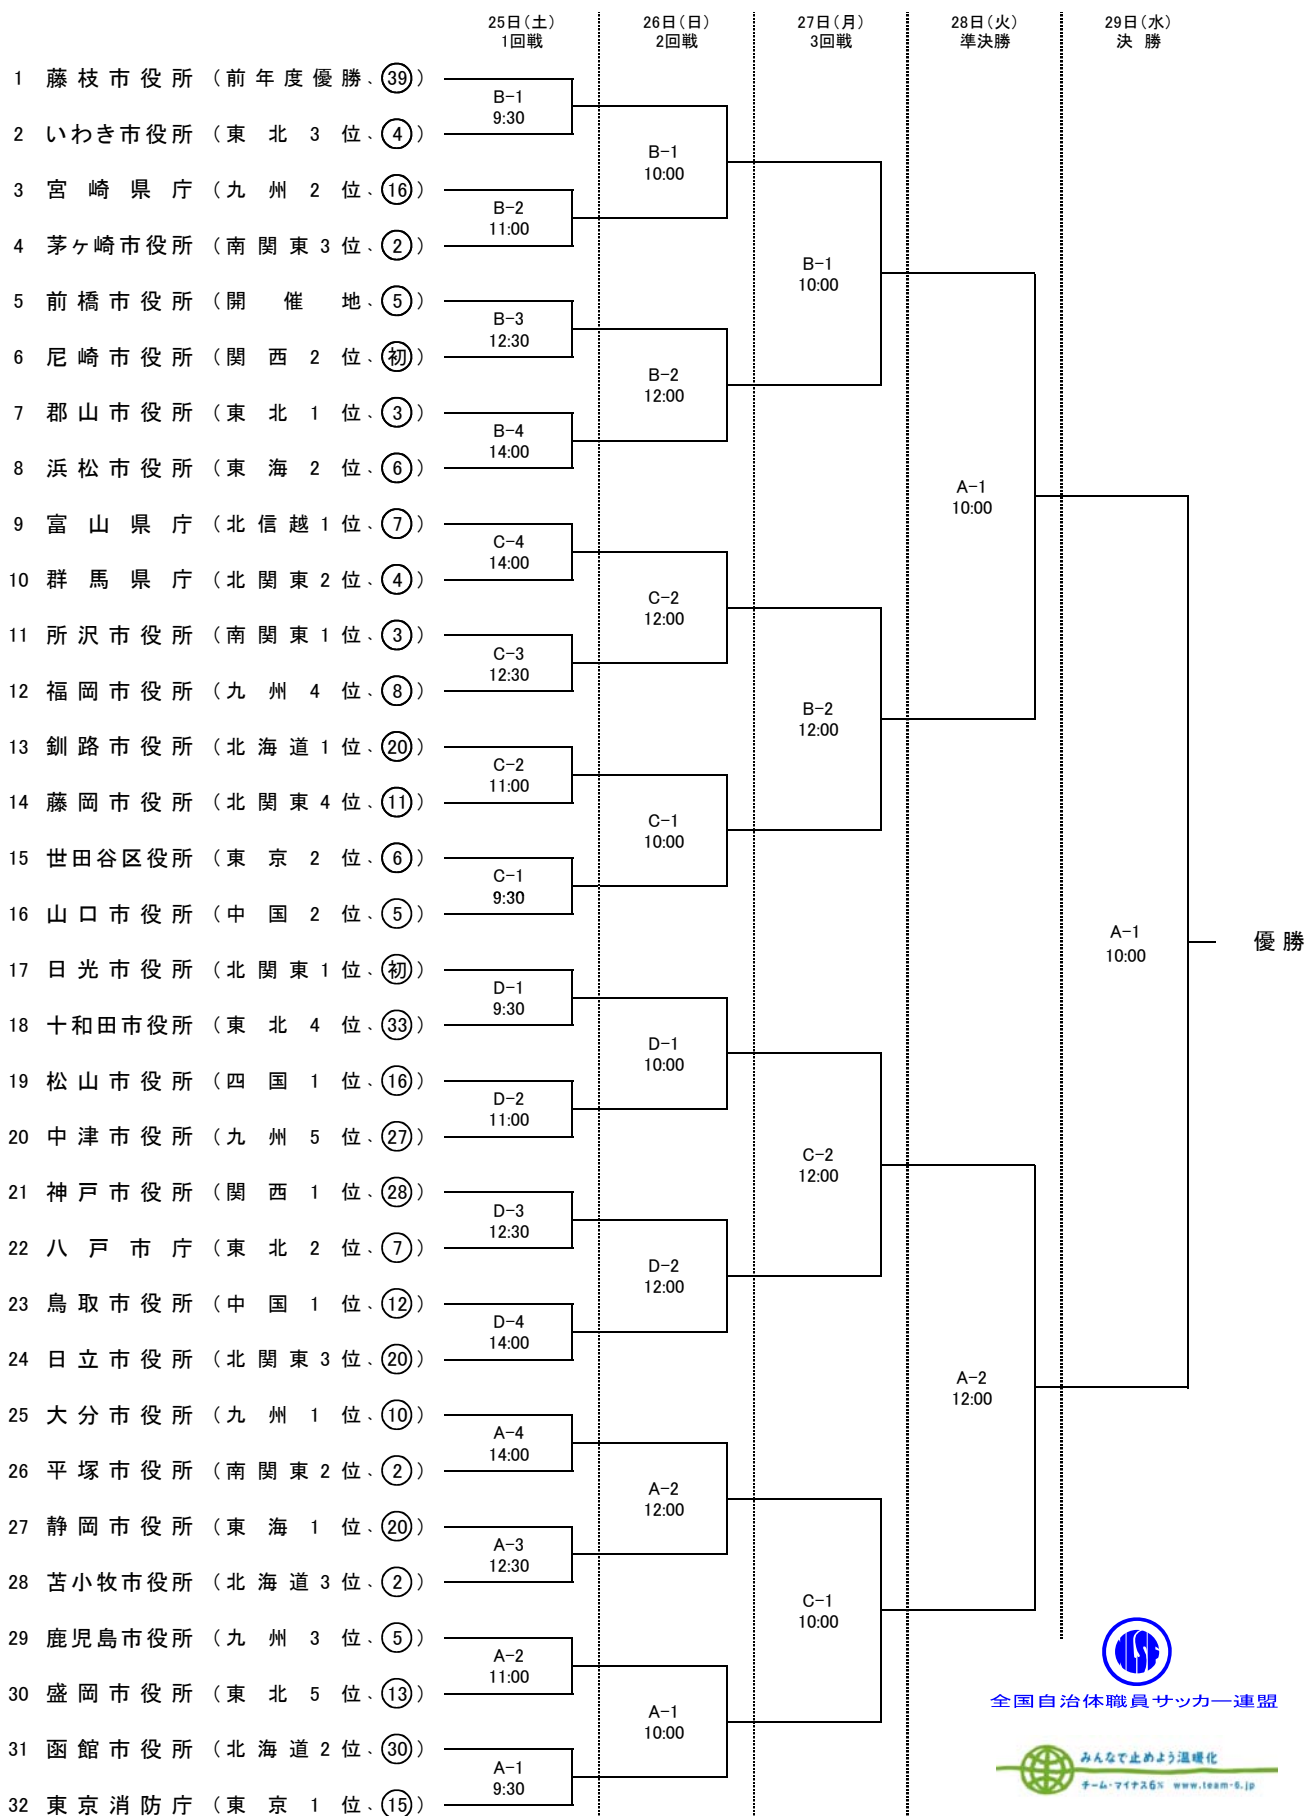 25日(土) 26日(日) 27日(月) 28日(火) 29日(水)
1回戦 2回戦 3回戦 準決勝 決 勝
1 藤枝市役所 (前年度優勝、㊴)
B-1
9:30
2 いわき市役所 (東北3位、④)
B-1
10:00
3 宮崎県庁 (九州2位、⑯)
B-2
11:00
4 茅ヶ崎市役所 (南関東3位、②)
B-1
10:00
5 前橋市役所 (開催地、⑤)
B-3
12:30
6 尼崎市役所 (関西2位、初)
B-2
12:00
7 郡山市役所 (東北1位、③)
B-4
14:00
8 浜松市役所 (東海2位、⑥)
A-1
10:00
9 富山県庁 (北信越1位、⑦)
C-4
14:00
10 群馬県庁 (北関東2位、④)
C-2
12:00
11 所沢市役所 (南関東1位、③)
C-3
12:30
12 福岡市役所 (九州4位、⑧)
B-2
12:00
13 釧路市役所 (北海道1位、⑳)
C-2
11:00
14 藤岡市役所 (北関東4位、⑪)
C-1
10:00
15 世田谷区役所 (東京2位、⑥)
C-1
9:30
16 山口市役所 (中国2位、⑤)
A-1
10:00
優勝
17 日光市役所 (北関東1位、初)
D-1
9:30
18 十和田市役所 (東北4位、㉝)
D-1
10:00
19 松山市役所 (四国1位、⑯)
D-2
11:00
20 中津市役所 (九州5位、㉗)
C-2
12:00
21 神戸市役所 (関西1位、㉘)
D-3
12:30
22 八戸市庁 (東北2位、⑦)
D-2
12:00
23 鳥取市役所 (中国1位、⑫)
D-4
14:00
24 日立市役所 (北関東3位、⑳)
A-2
12:00
25 大分市役所 (九州1位、⑩)
A-4
14:00
26 平塚市役所 (南関東2位、②)
A-2
12:00
27 静岡市役所 (東海1位、⑳)
A-3
12:30
28 苫小牧市役所 (北海道3位、②)
C-1
10:00
29 鹿児島市役所 (九州3位、⑤)
A-2
11:00
30 盛岡市役所 (東北5位、⑬)
A-1
10:00
31 函館市役所 (北海道2位、㉚)
A-1
9:30
32 東京消防庁 (東京1位、⑮)
全国自治体職員サッカー連盟
みんなで止めよう温暖化
チーム・マイナス6% www.team-6.jp